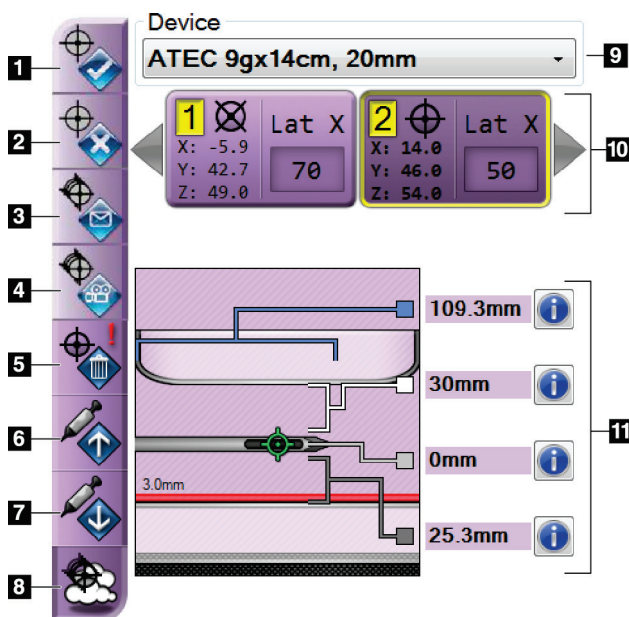 Device
ATEC 9gx14cm, 20mm
1
2
3
4
5
6
7
8
9
10
11
1 Lat X
X: -5.9
Y: 42.7
Z: 49.0
70
2 Lat X
X: 14.0
Y: 46.0
Z: 54.0
50
109.3mm
30mm
0mm
3.0mm
25.3mm